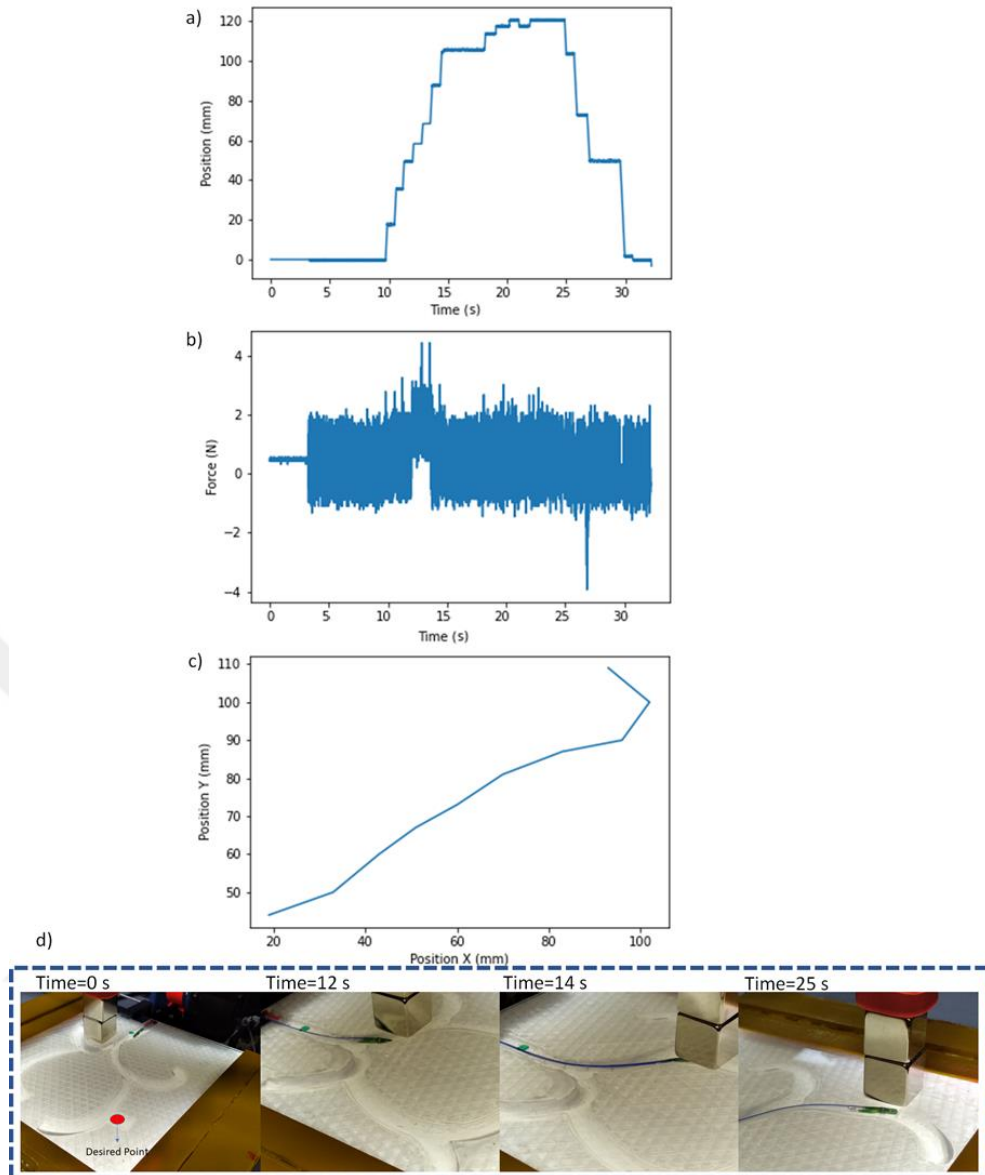 a)
120
100
80
60
40
20
0
Position (mm)
0 5 10 15 20 25 30
Time (s)
b)
4
2
0
−2
−4
Force (N)
0 5 10 15 20 25 30
Time (s)
c)
110
100
90
80
70
60
50
Position Y (mm)
20 40 60 80 100
Position X (mm)
d)
Time=0 s Time=12 s Time=14 s Time=25 s
Desired Point